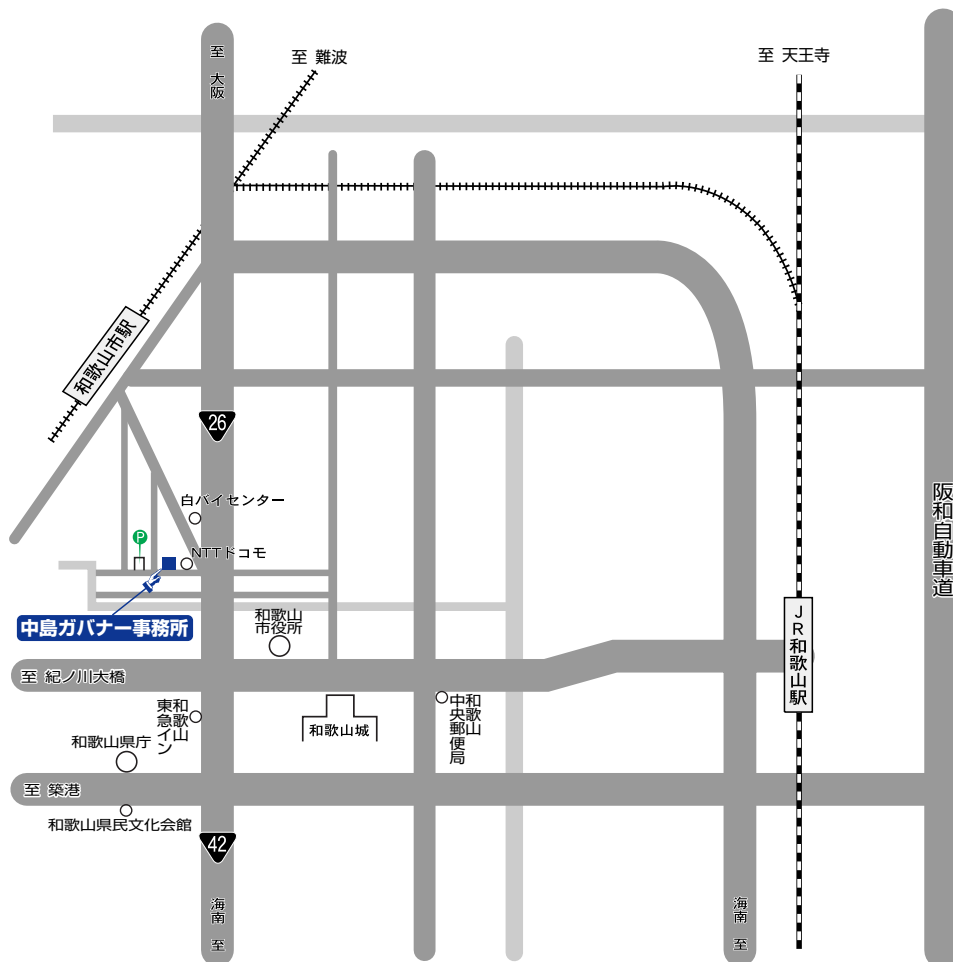 至 大阪
至 難波
至 天王寺
和歌山市駅
26
白バイセンター
P
NTTドコモ
阪和自動車道
中島ガバナー事務所
和歌山
市役所
JR和歌山駅
至 紀ノ川大橋
和歌山
東急イン
和歌山城
和歌山
中央郵便局
和歌山県庁
至 築港
和歌山県民文化会館
42
海南 至
海南 至